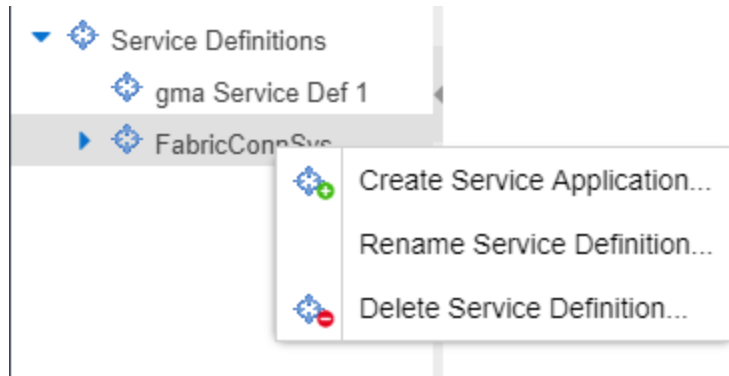 Service Definitions
gma Service Def 1
FabricConnSys
Create Service Application...
Rename Service Definition...
Delete Service Definition...